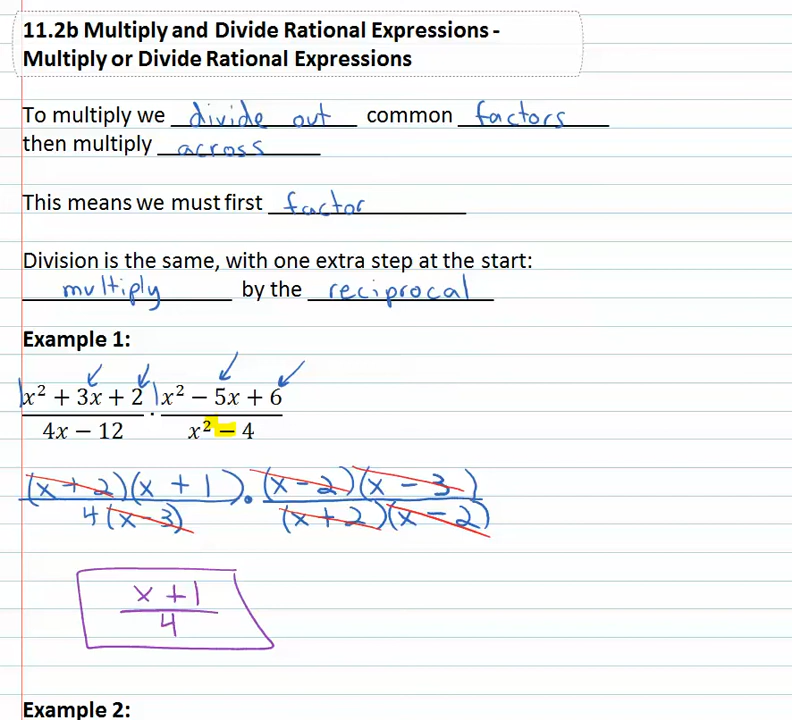 11.2b Multiply and Divide Rational Expressions -
Multiply or Divide Rational Expressions
To multiply we divide out common factors
then multiply across
This means we must first factor
Division is the same, with one extra step at the start:
multiply by the reciprocal
Example 1:
x² + 3x + 2 1x² − 5x + 6
4x − 12 · x² − 4
(x + 2)(x + 1) · (x − 2)(x − 3)
4(x − 3) (x + 2)(x − 2)
x + 1
4
Example 2: